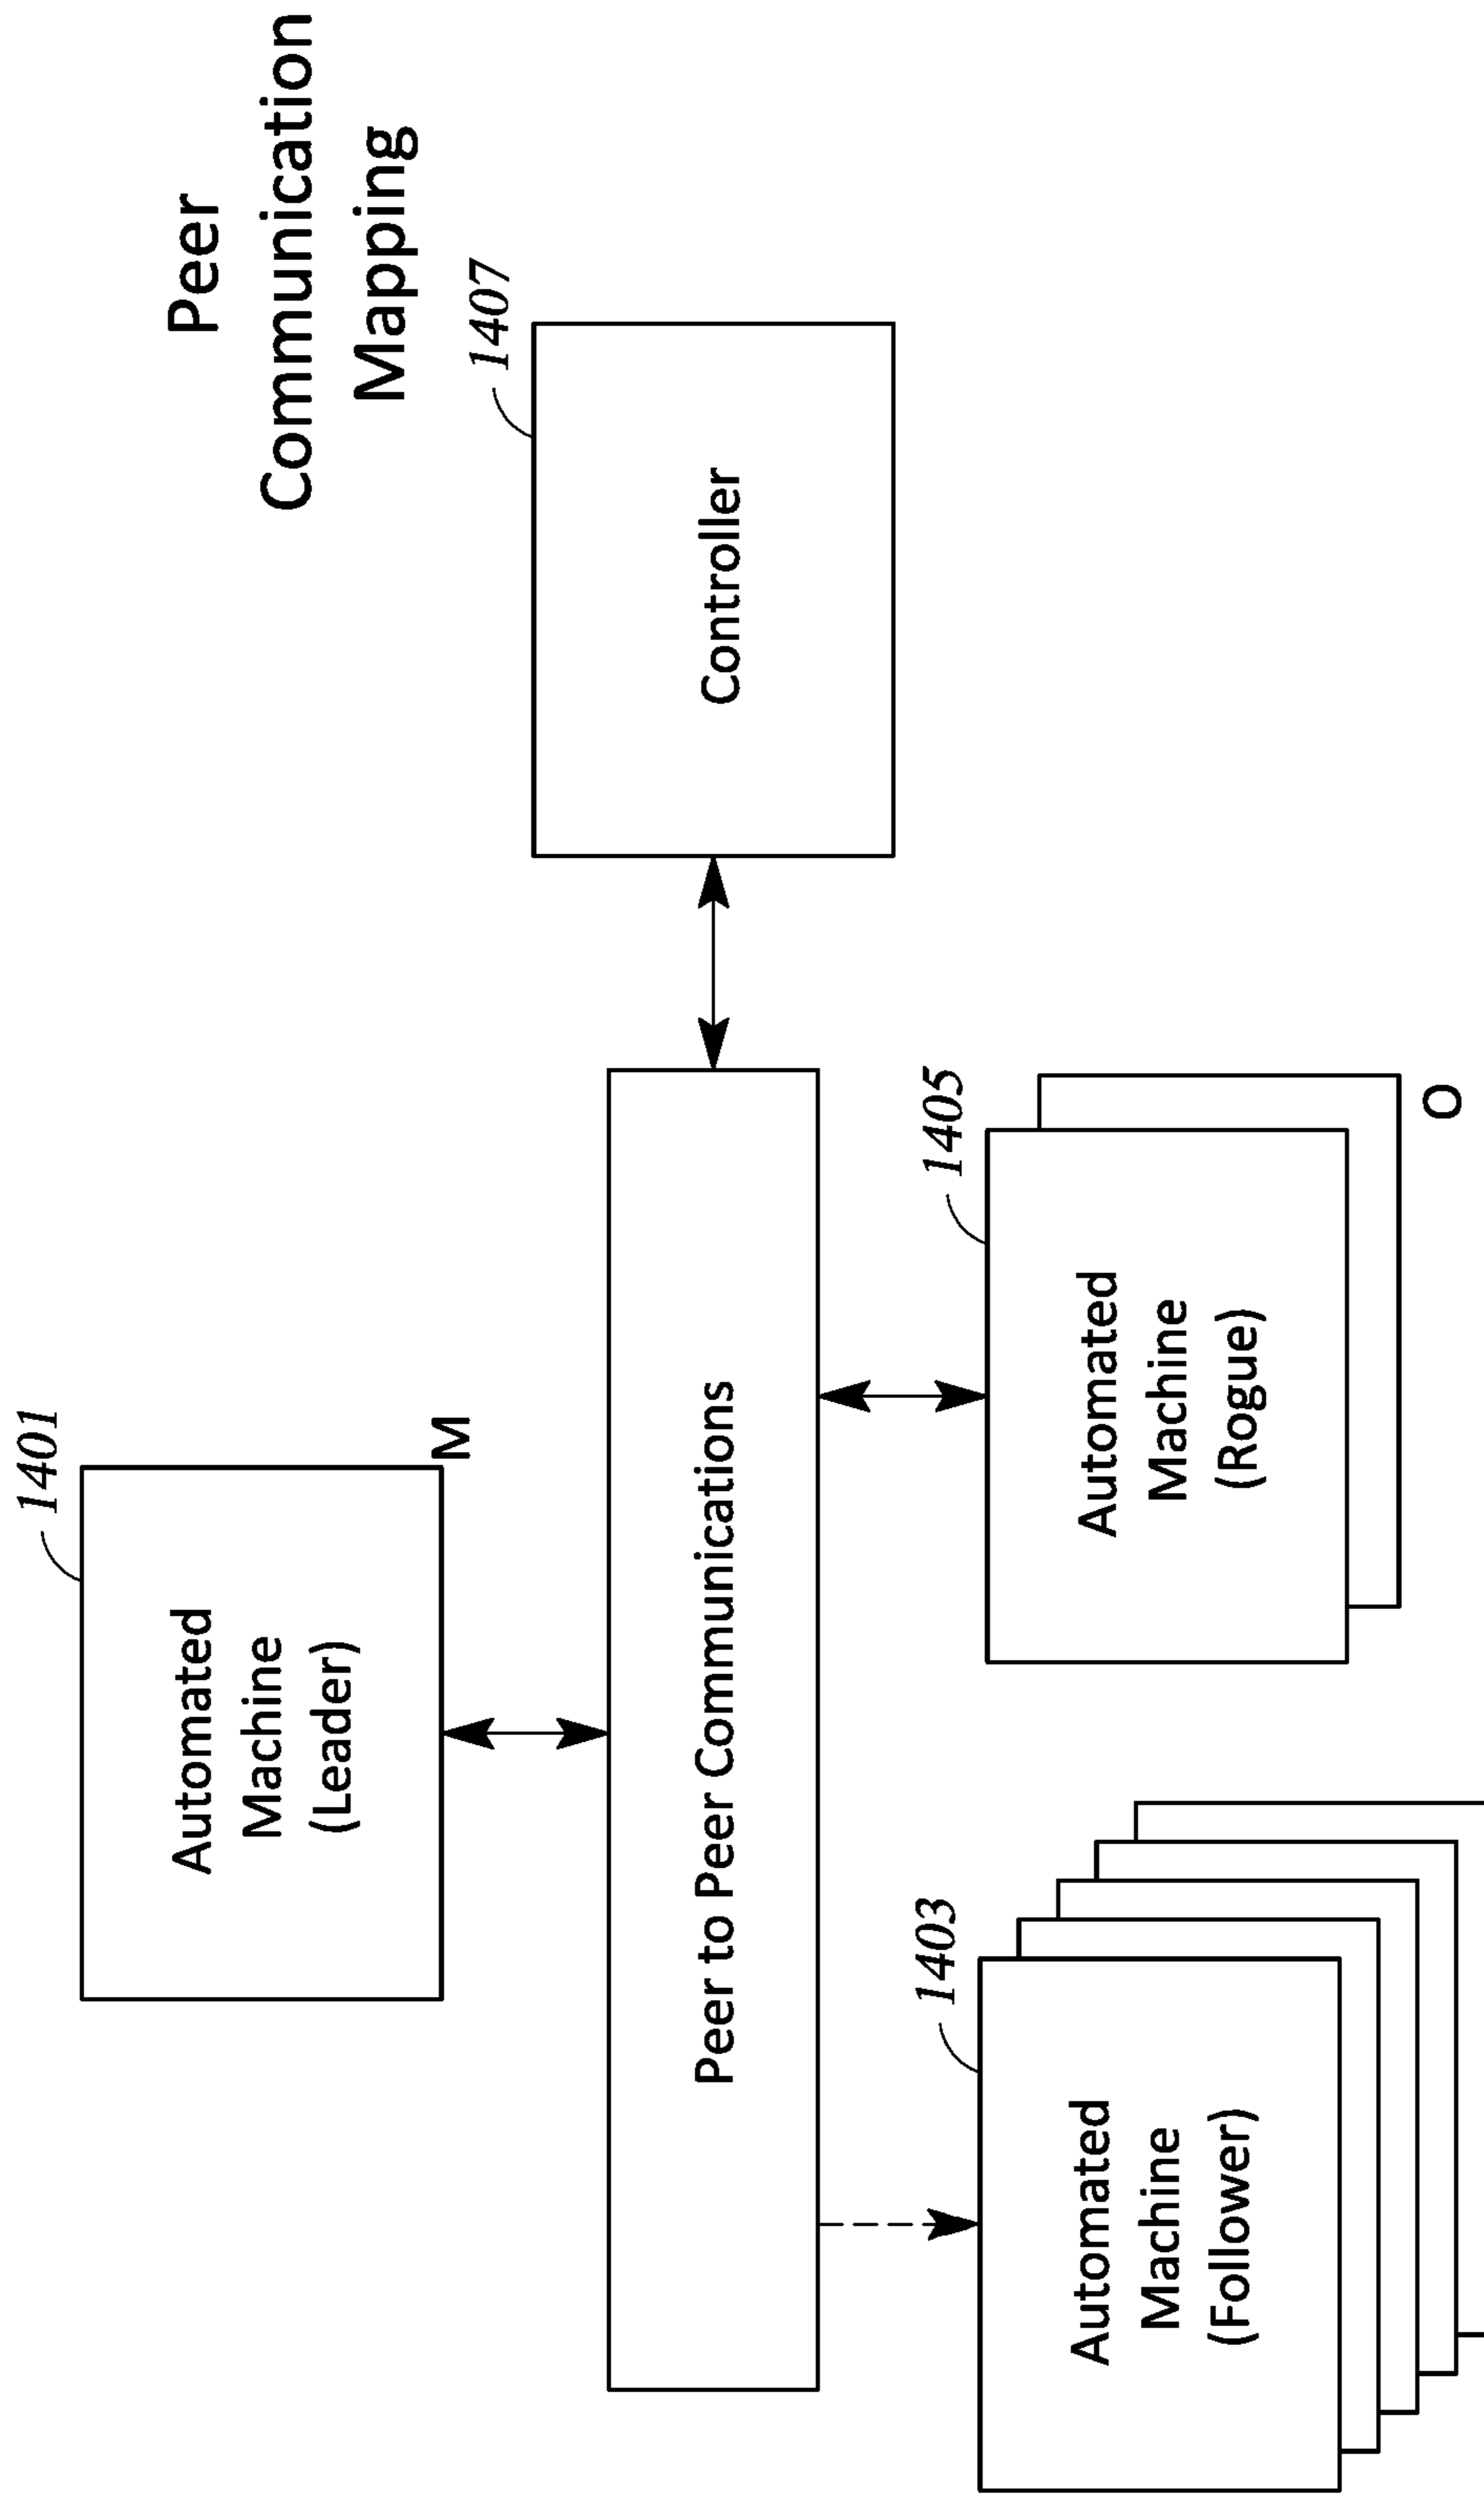 Peer
Communication
Mapping
1401
Automated
Machine
(Leader)
M
1407
Controller
Peer to Peer Communications
1403
Automated
Machine
(Follower)
1405
Automated
Machine
(Rogue)
O